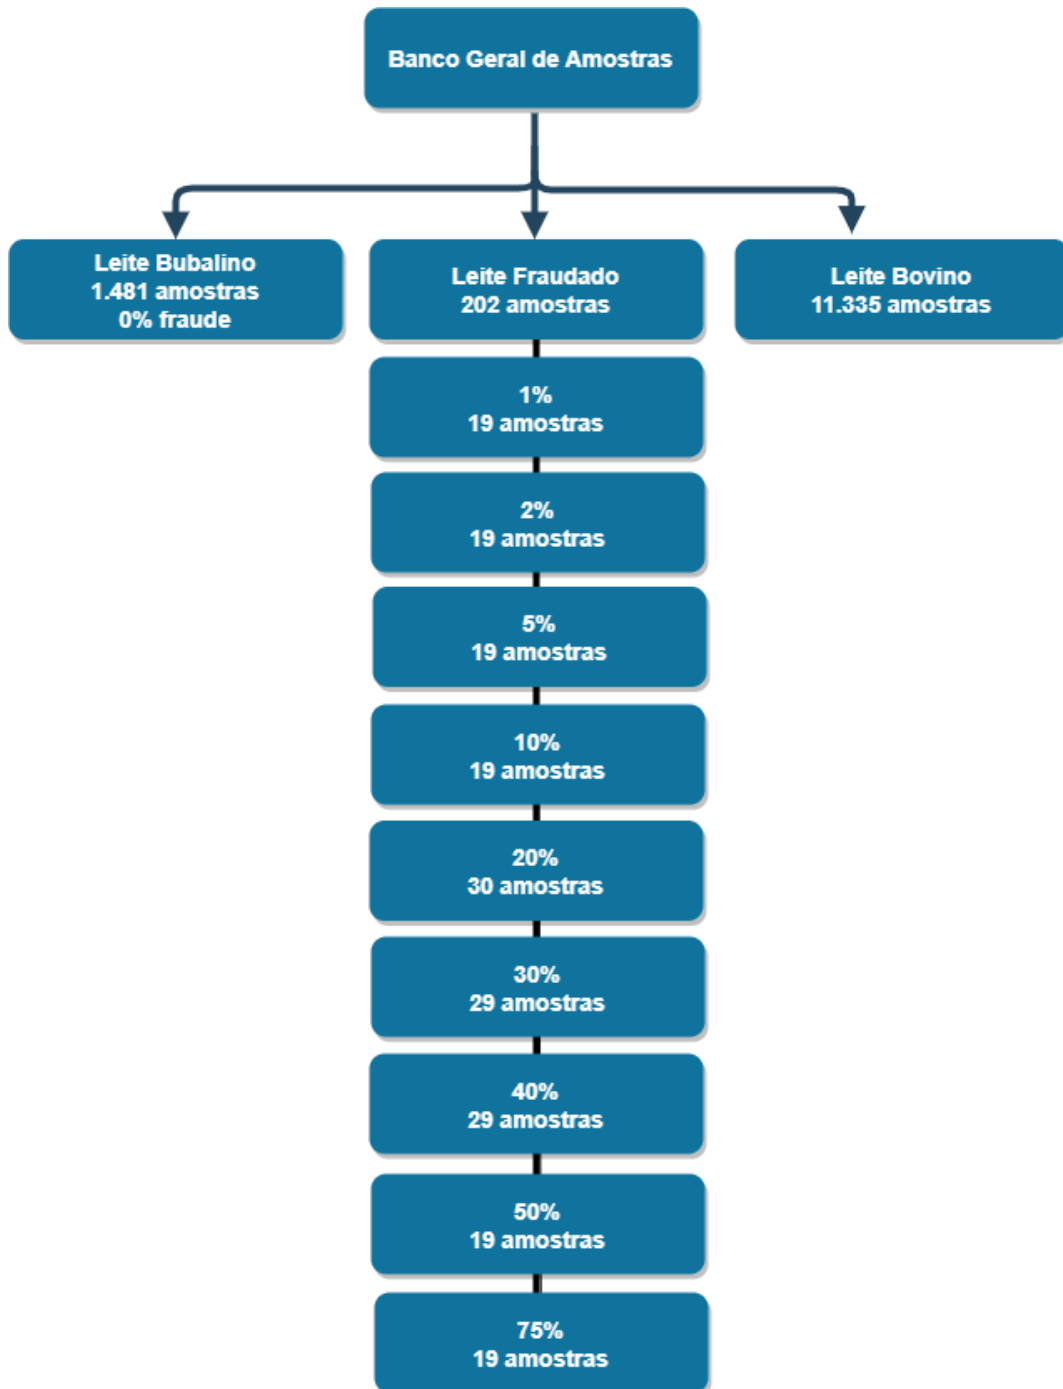 Banco Geral de Amostras
Leite Bubalino
1.481 amostras
0% fraude
Leite Fraudado
202 amostras
Leite Bovino
11.335 amostras
1%
19 amostras
2%
19 amostras
5%
19 amostras
10%
19 amostras
20%
30 amostras
30%
29 amostras
40%
29 amostras
50%
19 amostras
75%
19 amostras